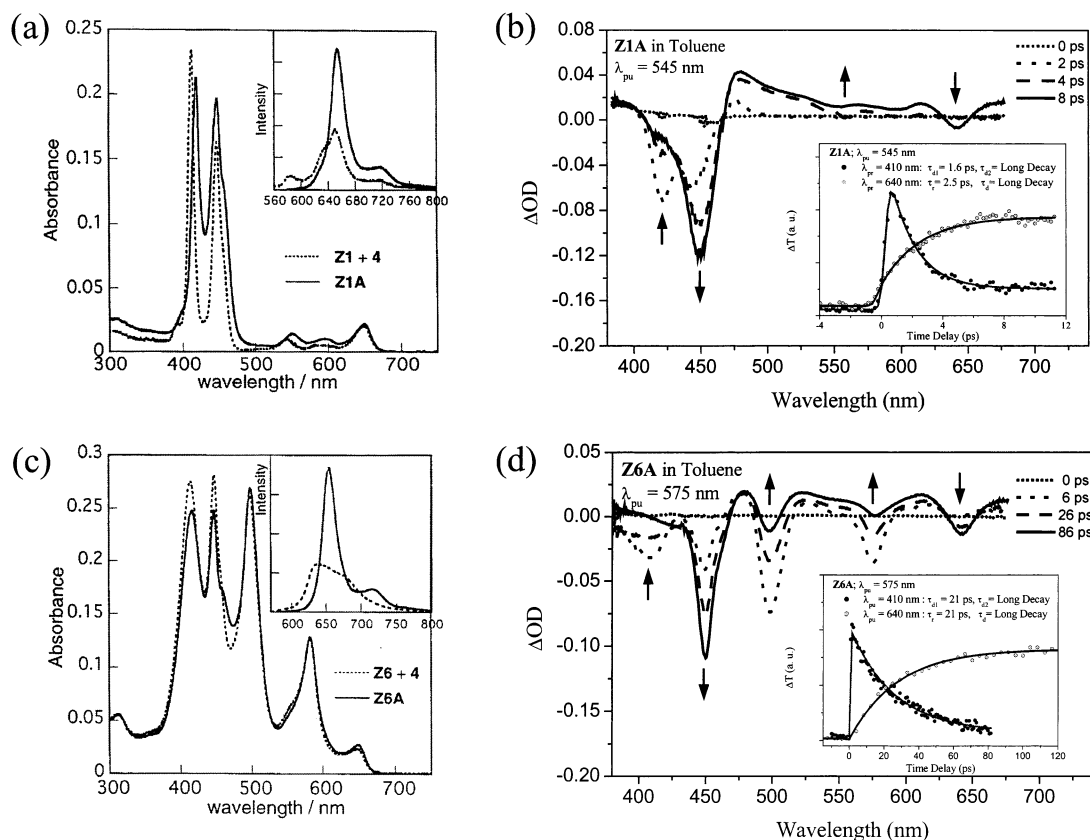 (a)
0.25
0.2
0.15
0.1
0.05
0
Absorbance
300
400
500
600
700
wavelength / nm
Intensity
560
600
640
680
720
800
Z1 + 4
Z1A
(b)
0.08
0.04
0.00
-0.04
-0.08
-0.12
-0.16
-0.20
ΔOD
Z1A in Toluene
λpu = 545 nm
0 ps
2 ps
4 ps
8 ps
Z1A; λpu = 545 nm
λpr = 410 nm: τd1 = 1.6 ps, τd2= Long Decay
λpr = 640 nm: τr = 2.5 ps, τd= Long Decay
ΔT (a. u.)
-4
0
4
8
12
Time Delay (ps)
400
450
500
550
600
650
700
Wavelength (nm)
(c)
0.3
0.25
0.2
0.15
0.1
0.05
0
Absorbance
300
400
500
600
700
wavelength / nm
Intensity
600
650
700
750
800
Z6 + 4
Z6A
(d)
0.05
0.00
-0.05
-0.10
-0.15
-0.20
ΔOD
Z6A in Toluene
λpu = 575 nm
0 ps
6 ps
26 ps
86 ps
Z6A; λpu = 575 nm
λpu = 410 nm : τd1 = 21 ps, τd2 = Long Decay
λpu = 640 nm : τr = 21 ps, τd= Long Decay
ΔT (a. u.)
-10
0
20
40
60
80
100
120
Time Delay (ps)
400
450
500
550
600
650
700
Wavelength (nm)